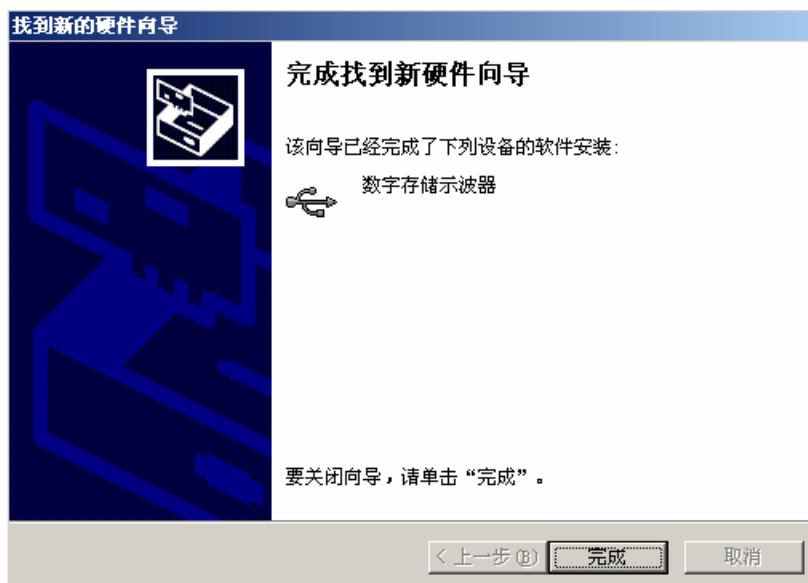 找到新的硬件向导
完成找到新硬件向导
该向导已经完成了下列设备的软件安装:
数字存储示波器
要关闭向导，请单击“完成”。
< 上一步(B)
完成
取消